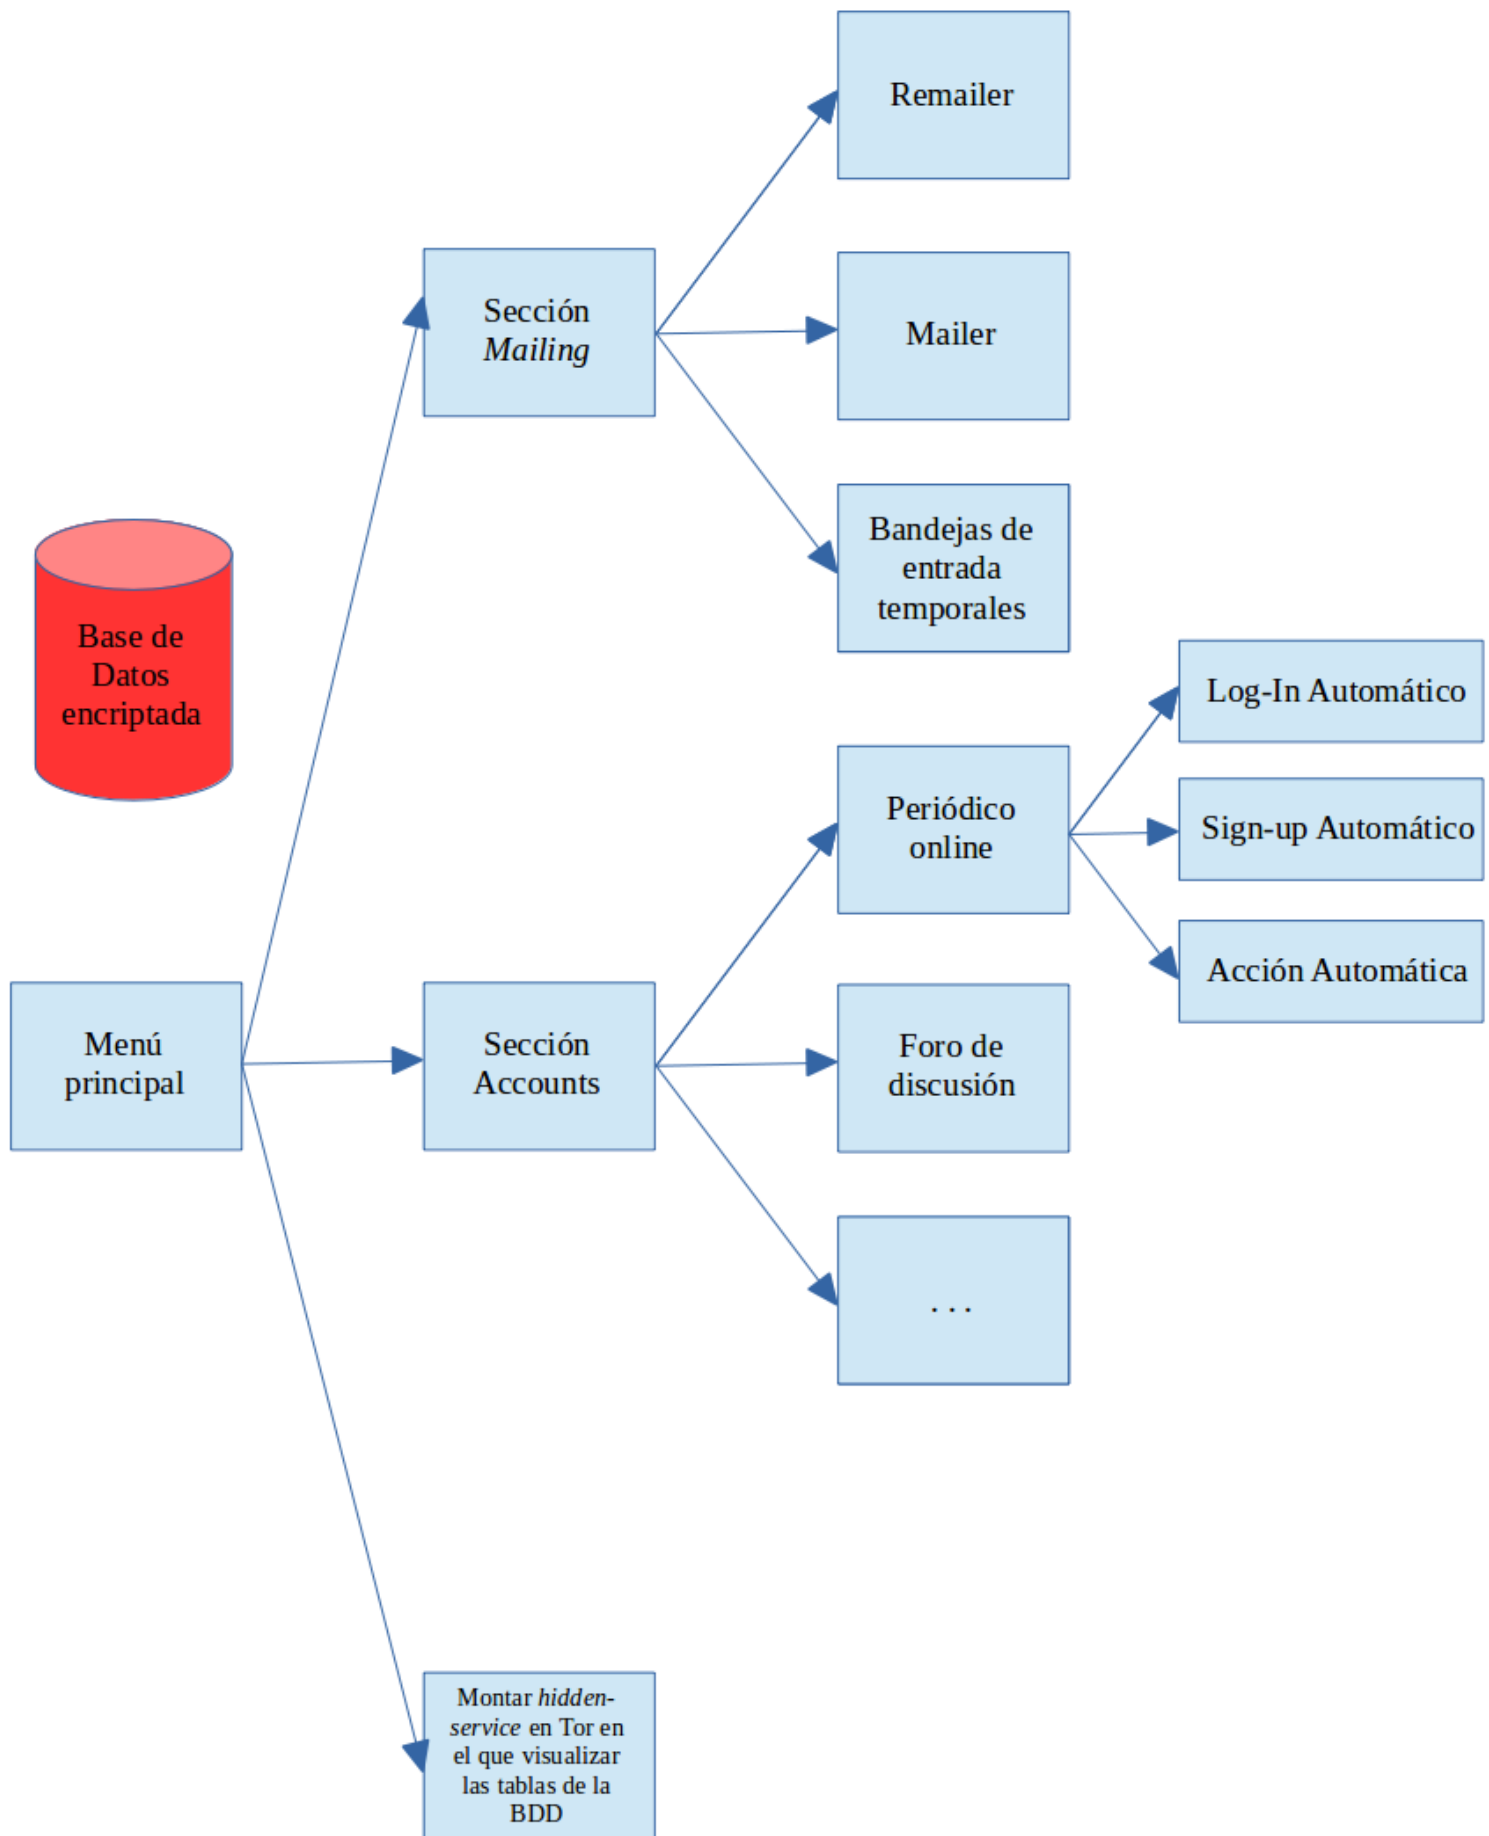 Remailer
Sección
Mailing
Mailer
Bandejas de
entrada
temporales
Base de
Datos
encriptada
Log-In Automático
Periódico
online
Sign-up Automático
Acción Automática
Menú
principal
Sección
Accounts
Foro de
discusión
. . .
Montar hidden-
service en Tor en
el que visualizar
las tablas de la
BDD